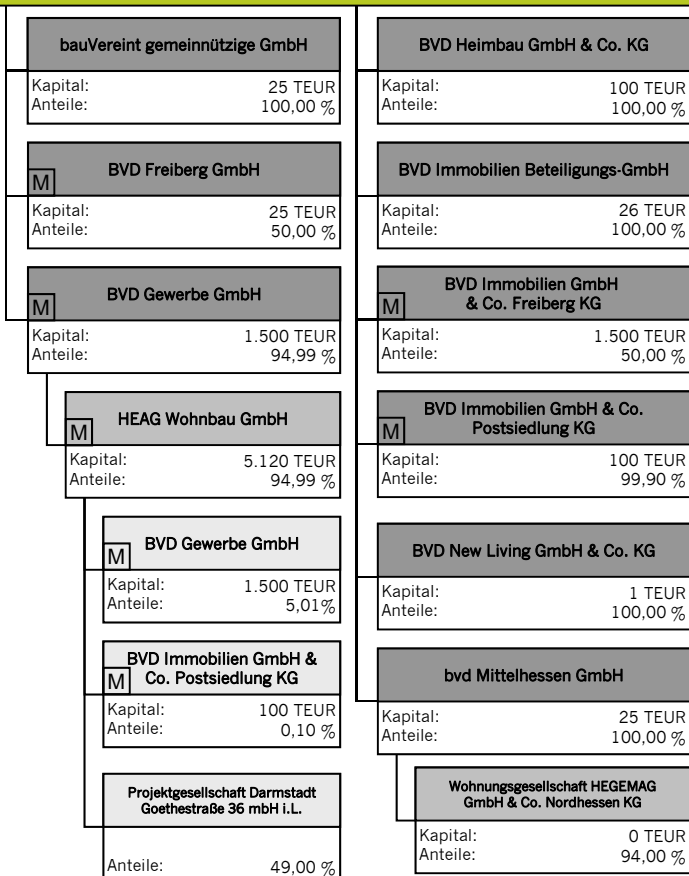 bauVereint gemeinnützige GmbH
Kapital: 25 TEUR
Anteile: 100,00 %
M
BVD Freiberg GmbH
Kapital: 25 TEUR
Anteile: 50,00 %
M
BVD Gewerbe GmbH
Kapital: 1.500 TEUR
Anteile: 94,99 %
M
HEAG Wohnbau GmbH
Kapital: 5.120 TEUR
Anteile: 94,99 %
M
BVD Gewerbe GmbH
Kapital: 1.500 TEUR
Anteile: 5,01%
M
BVD Immobilien GmbH &
Co. Postsiedlung KG
Kapital: 100 TEUR
Anteile: 0,10 %
Projektgesellschaft Darmstadt
Goethestraße 36 mbH i.L.
Anteile: 49,00 %
BVD Heimbau GmbH & Co. KG
Kapital: 100 TEUR
Anteile: 100,00 %
BVD Immobilien Beteiligungs-GmbH
Kapital: 26 TEUR
Anteile: 100,00 %
M
BVD Immobilien GmbH
& Co. Freiberg KG
Kapital: 1.500 TEUR
Anteile: 50,00 %
M
BVD Immobilien GmbH & Co.
Postsiedlung KG
Kapital: 100 TEUR
Anteile: 99,90 %
BVD New Living GmbH & Co. KG
Kapital: 1 TEUR
Anteile: 100,00 %
bvd Mittelhessen GmbH
Kapital: 25 TEUR
Anteile: 100,00 %
Wohnungsgesellschaft HEGEMAG
GmbH & Co. Nordhessen KG
Kapital: 0 TEUR
Anteile: 94,00 %